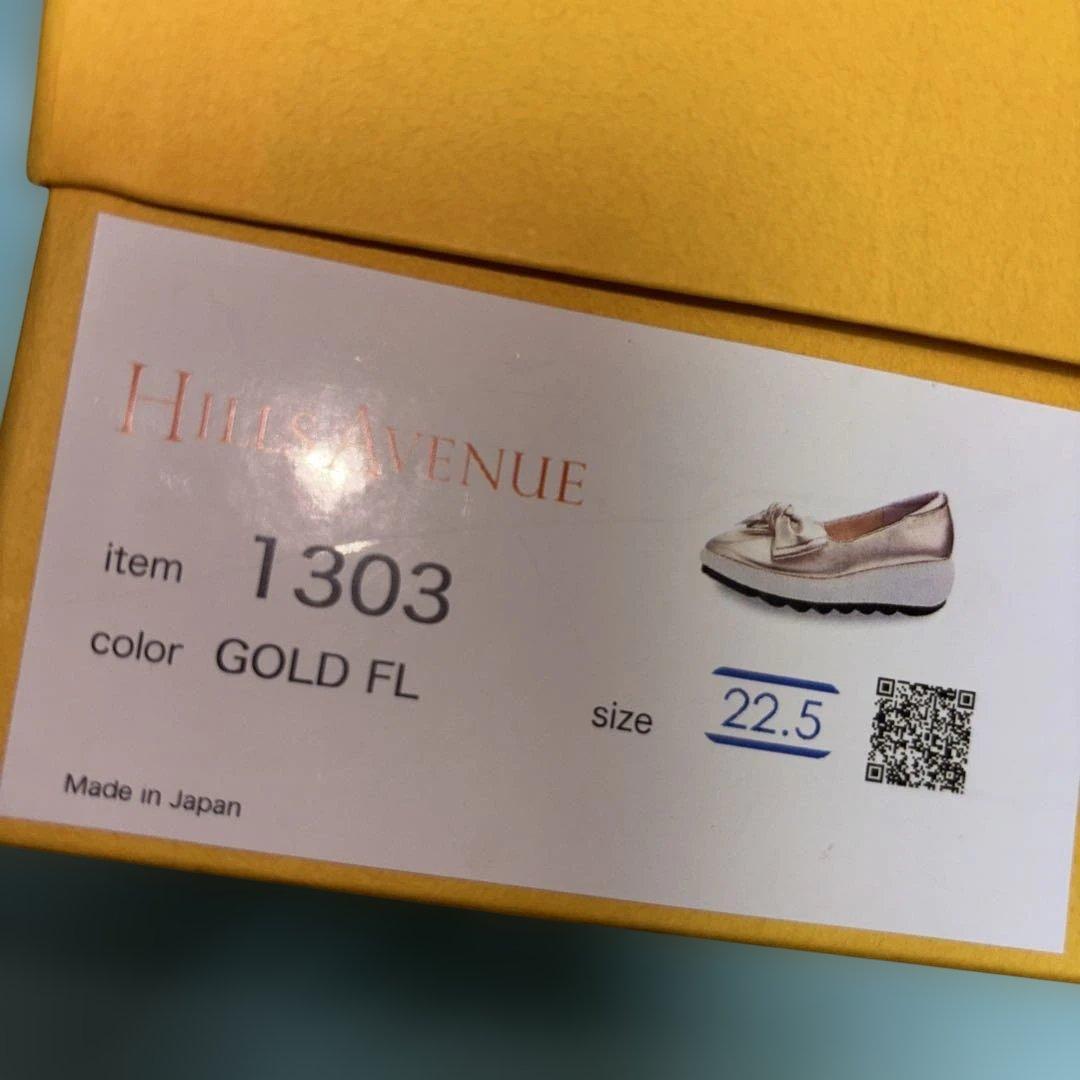 HILLS AVENUE
item 1303
color GOLD FL
size 22.5
Made in Japan